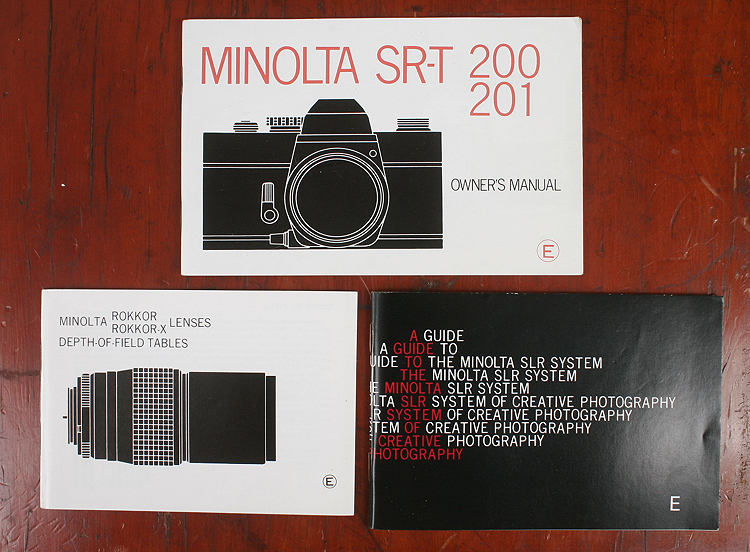 MINOLTA SR-T 200
201
OWNER'S MANUAL
E
MINOLTA ROKKOR LENSES
ROKKOR-X
DEPTH-OF-FIELD TABLES
E
A GUIDE
A GUIDE TO
UIDE TO THE MINOLTA SLR SYSTEM
THE MINOLTA SLR SYSTEM
E MINOLTA SLR SYSTEM
OLTA SLR SYSTEM OF CREATIVE PHOTOGRAPHY
LR SYSTEM OF CREATIVE PHOTOGRAPHY
STEM OF CREATIVE PHOTOGRAPHY
CREATIVE PHOTOGRAPHY
PHOTOGRAPHY
E